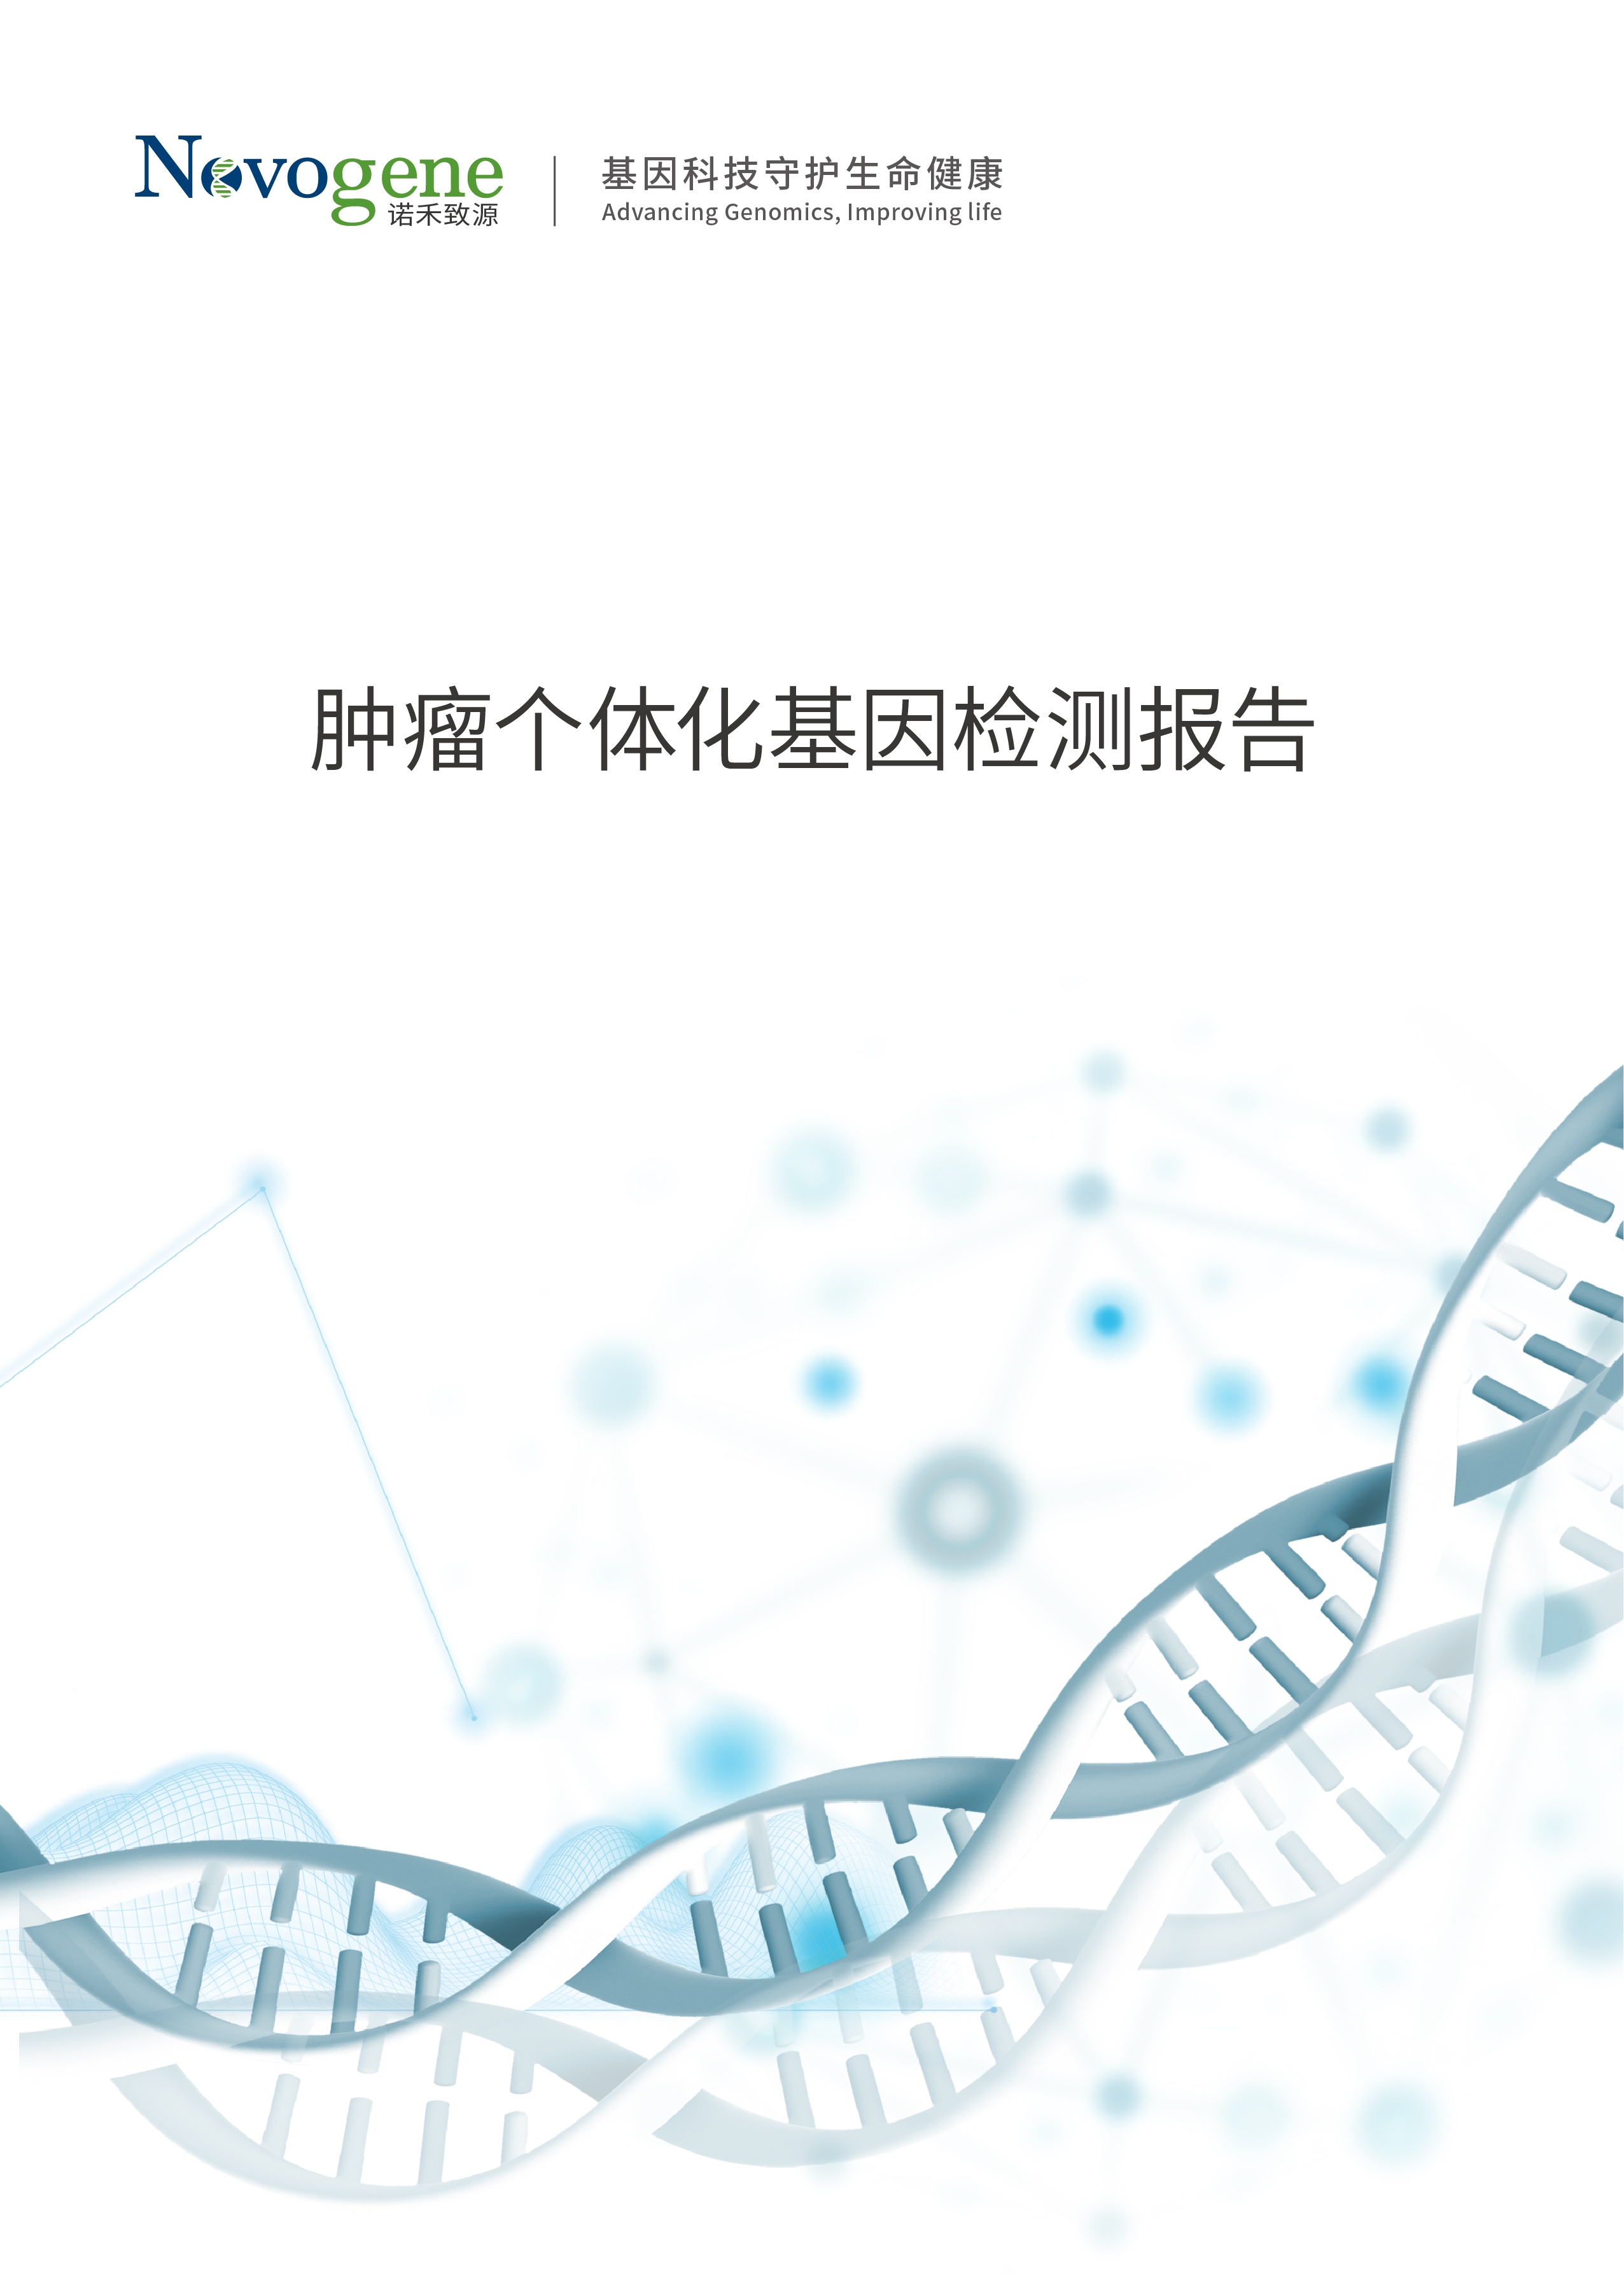 Novogene
诺禾致源
基因科技守护生命健康
Advancing Genomics, Improving life
肿瘤个体化基因检测报告